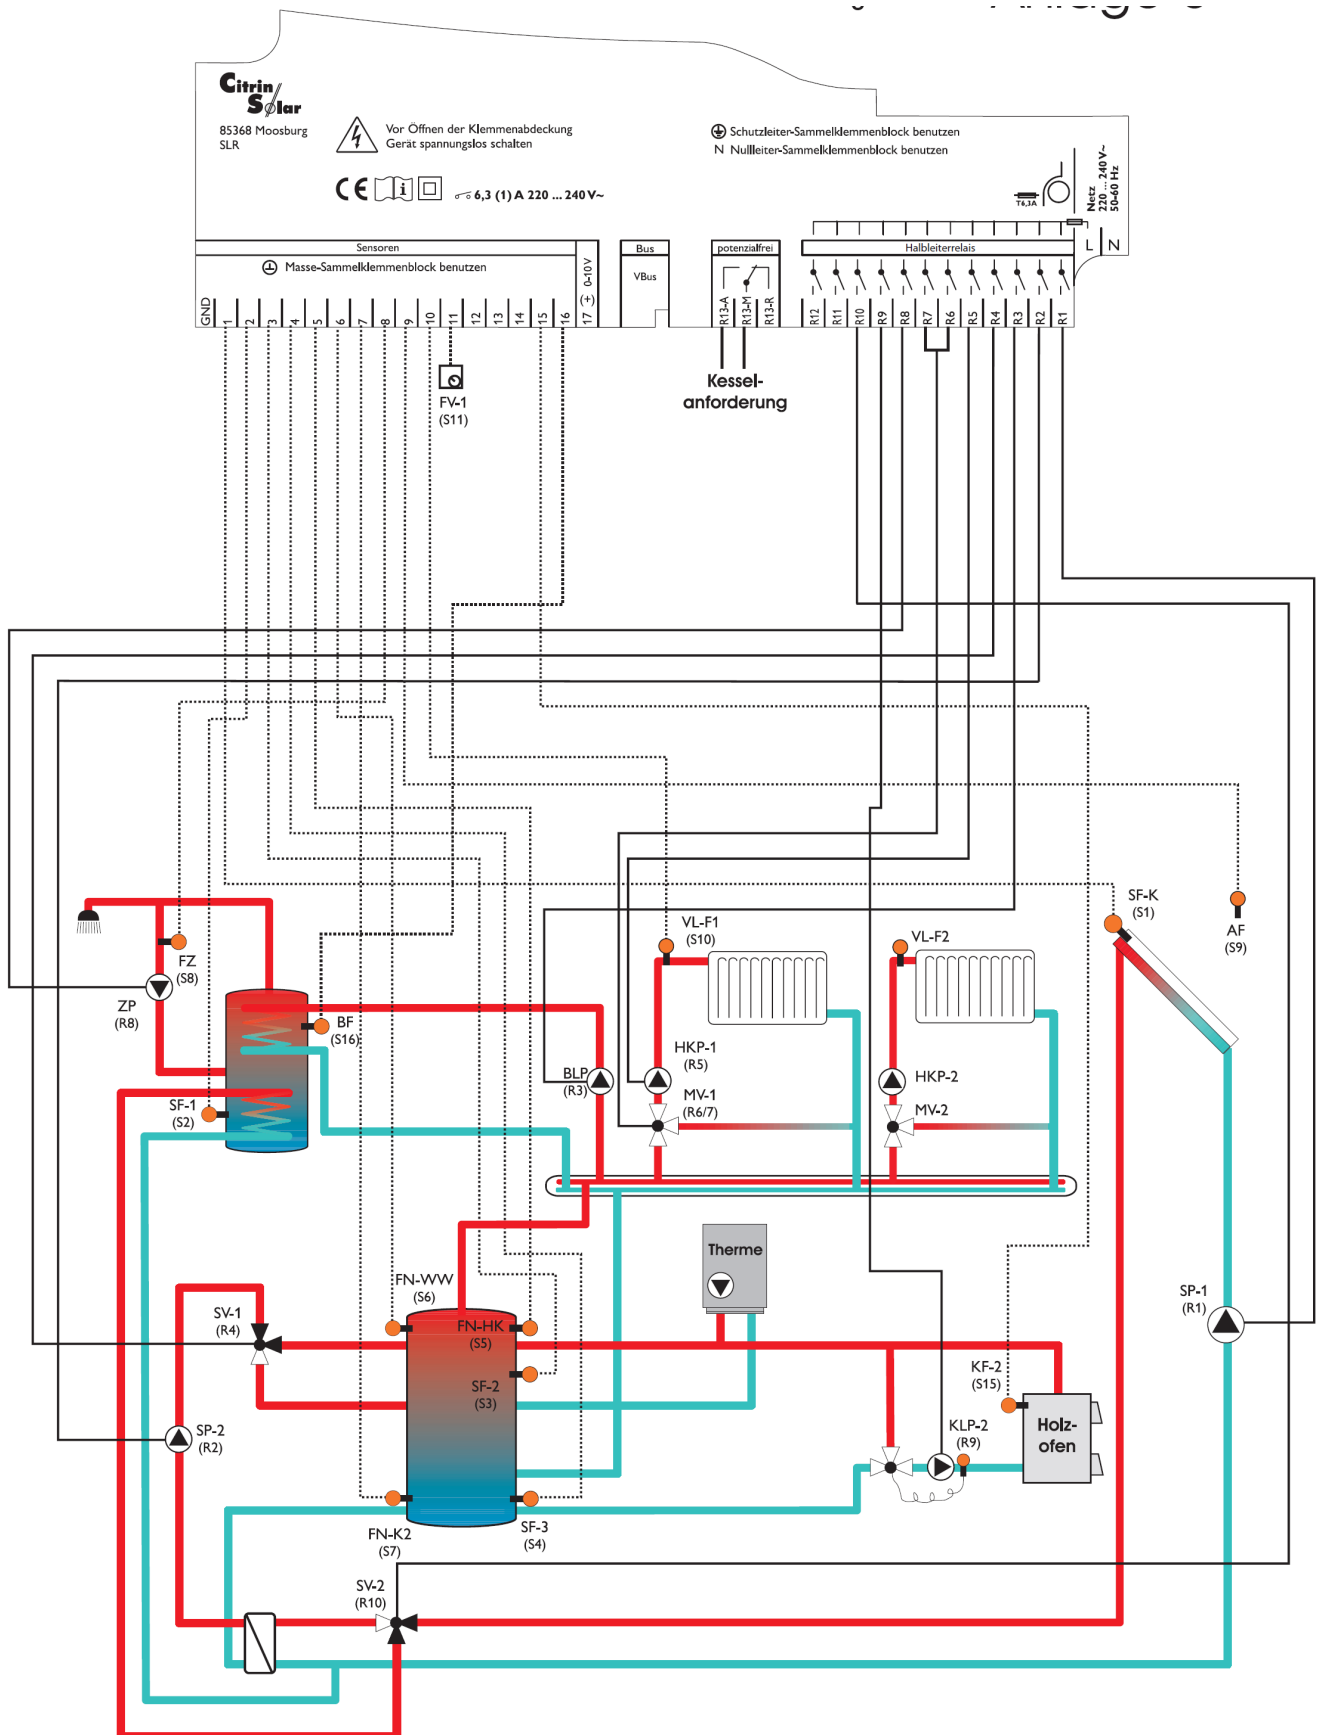 Citrin
Solar
85368 Moosburg
SLR
Vor Öffnen der Klemmenabdeckung
Gerät spannungslos schalten
CE i 6,3 (1) A 220 ... 240 V~
Schutzleiter-Sammelklemmenblock benutzen
N Nullleiter-Sammelklemmenblock benutzen
T6,3A
Netz
220 ... 240 V~
50-60 Hz
Sensoren
Masse-Sammelklemmenblock benutzen
0-10 V
Bus
VBus
potenzialfrei
Halbleiterrelais
L N
GND 1 2 3 4 5 6 7 8 9 10 11 12 13 14 15 16 17 (+)
R13-A R13-M R13-R
R12 R11 R10 R9 R8 R7 R6 R5 R4 R3 R2 R1
FV-1
(S11)
Kessel-
anforderung
FZ
(S8)
ZP
(R8)
BF
(S16)
SF-1
(S2)
BLP
(R3)
VL-F1
(S10)
HKP-1
(R5)
MV-1
(R6/7)
VL-F2
HKP-2
MV-2
SF-K
(S1)
AF
(S9)
Therme
FN-WW
(S6)
SV-1
(R4)
FN-HK
(S5)
SF-2
(S3)
SP-1
(R1)
KF-2
(S15)
Holz-
ofen
KLP-2
(R9)
SP-2
(R2)
FN-K2
(S7)
SF-3
(S4)
SV-2
(R10)